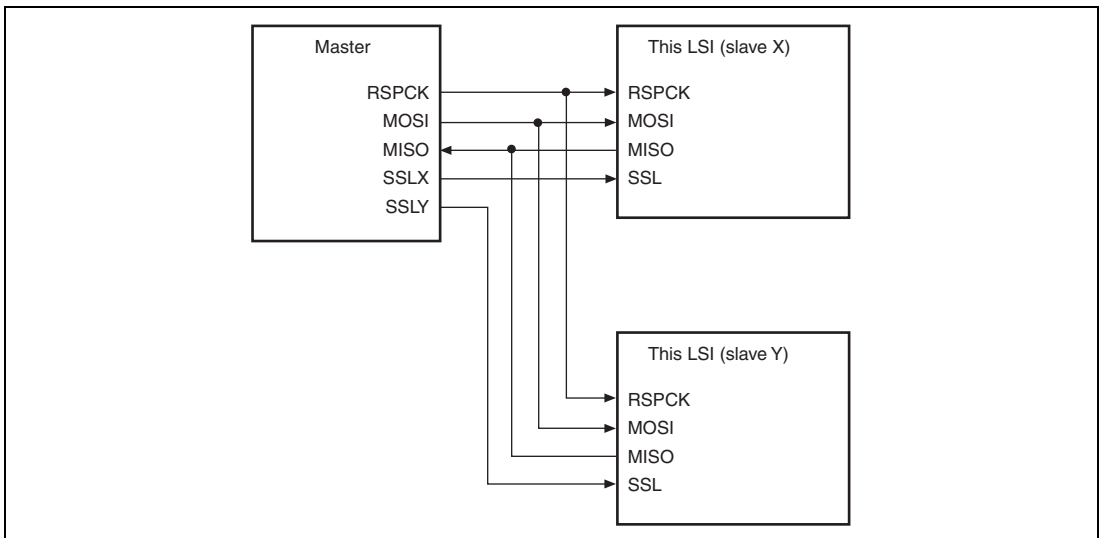 Master
RSPCK
MOSI
MISO
SSLX
SSLY
This LSI (slave X)
RSPCK
MOSI
MISO
SSL
This LSI (slave Y)
RSPCK
MOSI
MISO
SSL